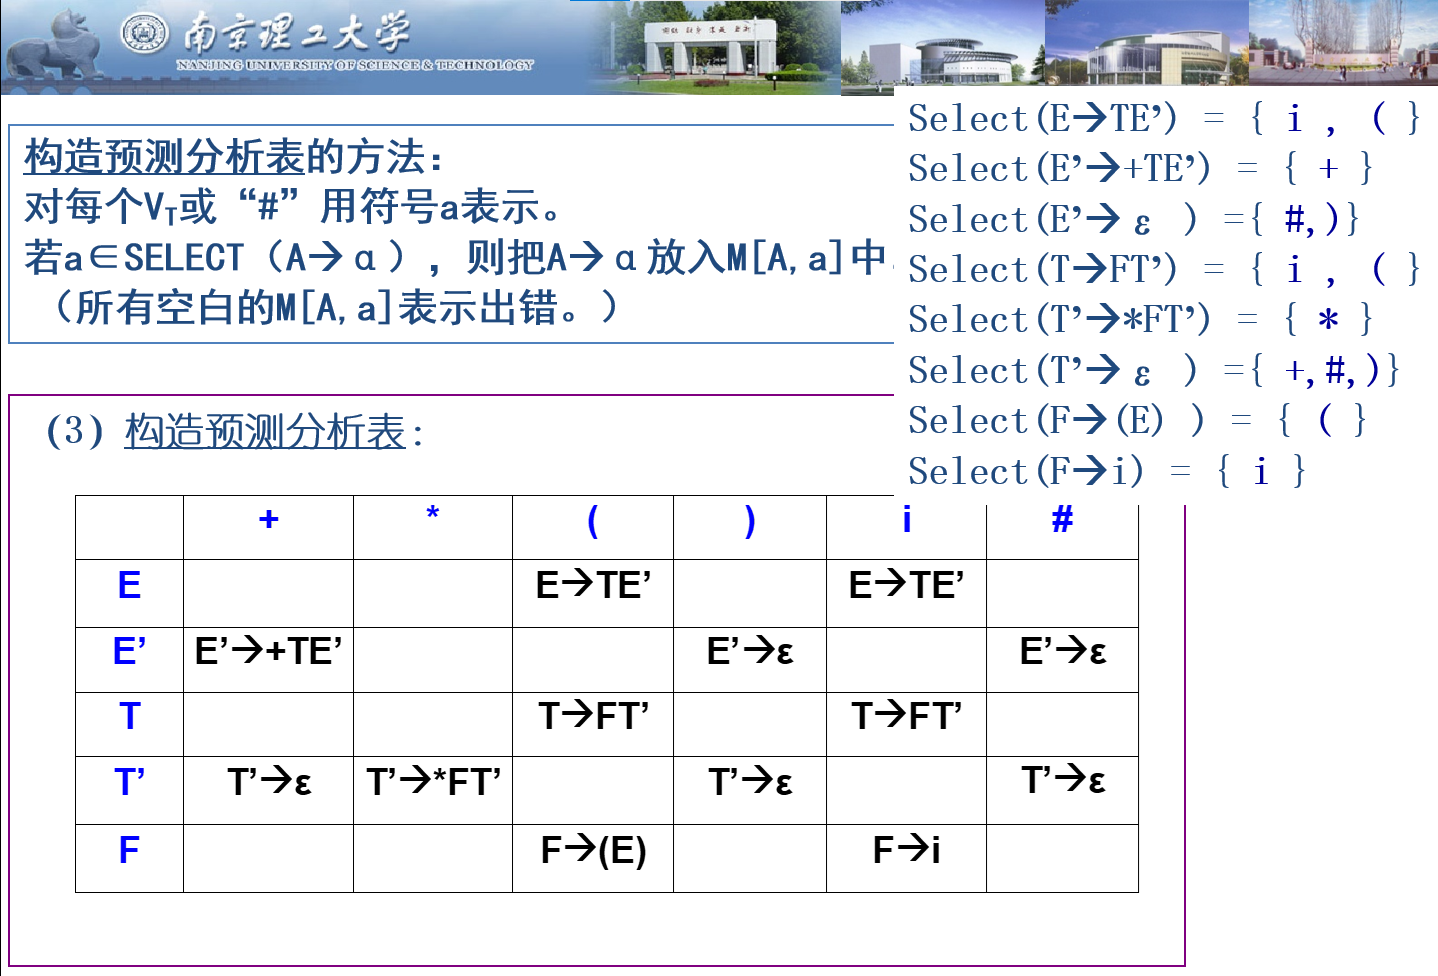 南京理工大学
NANJING UNIVERSITY OF SCIENCE & TECHNOLOGY
构造预测分析表的方法：
对每个VT或“#”用符号a表示。
若a∈SELECT（A→α），则把A→α放入M[A,a]中
（所有空白的M[A,a]表示出错。）
Select(E→TE’) = { i , ( }
Select(E’→+TE’) = { + }
Select(E’→ε ) ={ #,)}
Select(T→FT’) = { i , ( }
Select(T’→*FT’) = { * }
Select(T’→ε ) ={ +,#,)}
Select(F→(E) ) = { ( }
Select(F→i) = { i }
(3) 构造预测分析表:
+ * ( ) i #
E E→TE’ E→TE’
E’ E’→+TE’ E’→ε E’→ε
T T→FT’ T→FT’
T’ T’→ε T’→*FT’ T’→ε T’→ε
F F→(E) F→i